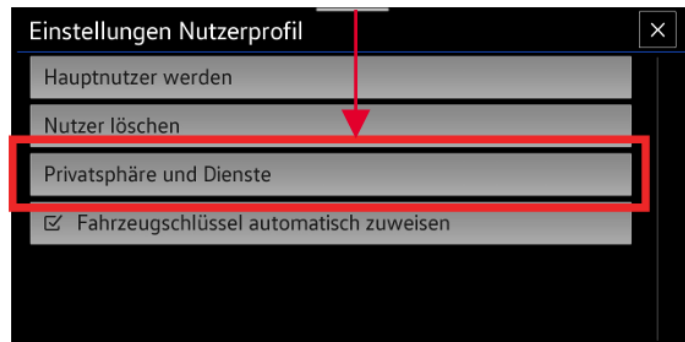 Einstellungen Nutzerprofil
Hauptnutzer werden
Nutzer löschen
Privatsphäre und Dienste
Fahrzeugschlüssel automatisch zuweisen